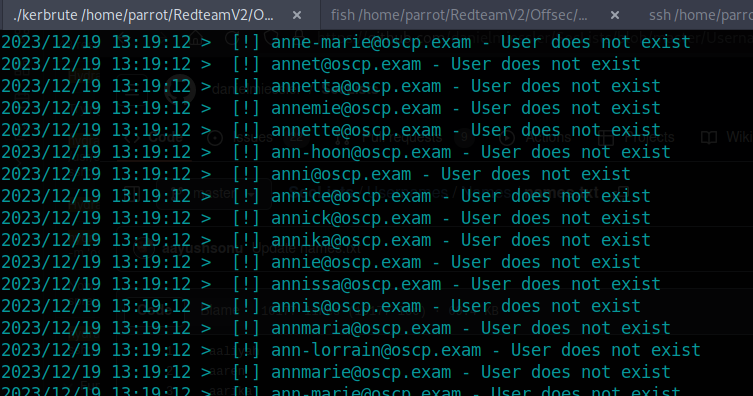 ./kerbrute /home/parrot/RedteamV2/O... × fish /home/parrot/RedteamV2/Offsec/... × ssh /home/parro
2023/12/19 13:19:12 > [!] anne-marie@oscp.exam - User does not exist
2023/12/19 13:19:12 > [!] annet@oscp.exam - User does not exist
2023/12/19 13:19:12 > [!] annetta@oscp.exam - User does not exist
2023/12/19 13:19:12 > [!] annemie@oscp.exam - User does not exist
2023/12/19 13:19:12 > [!] annette@oscp.exam - User does not exist
2023/12/19 13:19:12 > [!] ann-hoon@oscp.exam - User does not exist
2023/12/19 13:19:12 > [!] anni@oscp.exam - User does not exist
2023/12/19 13:19:12 > [!] annice@oscp.exam - User does not exist
2023/12/19 13:19:12 > [!] annick@oscp.exam - User does not exist
2023/12/19 13:19:12 > [!] annika@oscp.exam - User does not exist
2023/12/19 13:19:12 > [!] annie@oscp.exam - User does not exist
2023/12/19 13:19:12 > [!] annissa@oscp.exam - User does not exist
2023/12/19 13:19:12 > [!] annis@oscp.exam - User does not exist
2023/12/19 13:19:12 > [!] annmaria@oscp.exam - User does not exist
2023/12/19 13:19:12 > [!] ann-lorrain@oscp.exam - User does not exist
2023/12/19 13:19:12 > [!] annmarie@oscp.exam - User does not exist
2023/12/19 13:19:12 > [!] ann-marie@oscp.exam - User does not exist